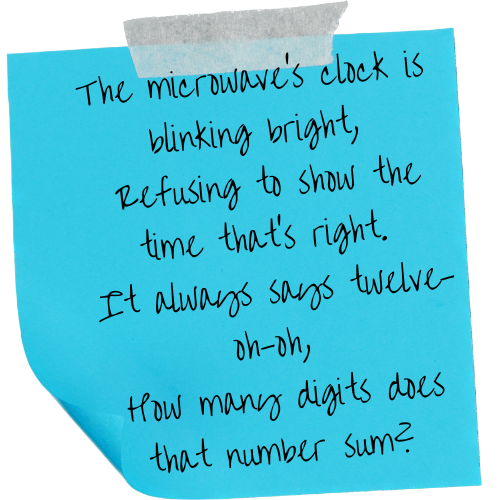 The microwave's clock is
blinking bright,
Refusing to show the
time that's right.
It always says twelve-
oh-oh,
How many digits does
that number sum?